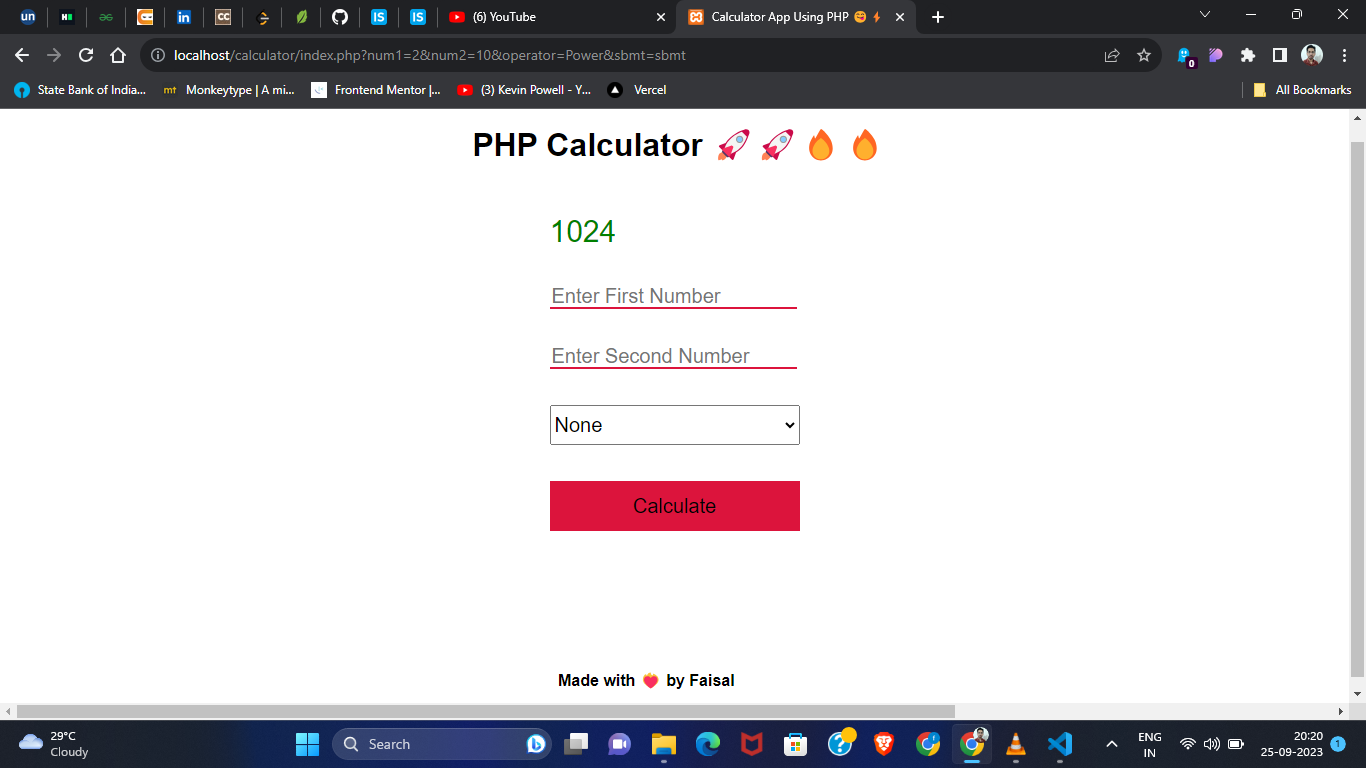 un H CC IS IS (6) YouTube Calculator App Using PHP 😋⚡
localhost/calculator/index.php?num1=2&num2=10&operator=Power&sbmt=sbmt 0
State Bank of India... mt Monkeytype | A mi... Frontend Mentor |... (3) Kevin Powell - Y... Vercel All Bookmarks
PHP Calculator 🚀 🚀 🔥 🔥
1024
Enter First Number
Enter Second Number
None
Calculate
Made with ❤️‍🔥 by Faisal
29°C
Cloudy
Search
ENG
IN
20:20
25-09-2023
1